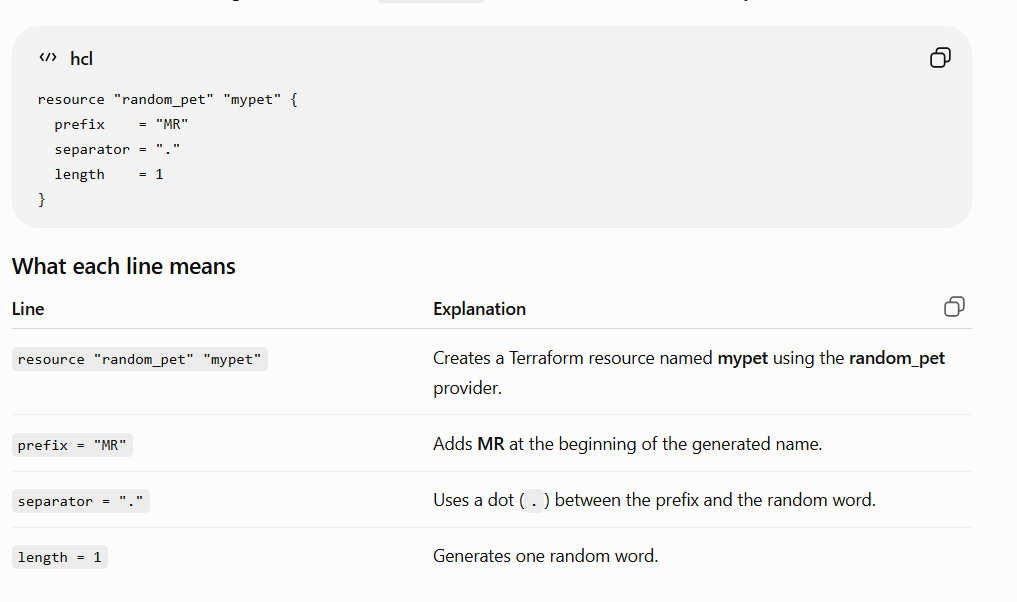 hcl
resource "random_pet" "mypet" {
  prefix    = "MR"
  separator = "."
  length    = 1
}
What each line means
Line Explanation
resource "random_pet" "mypet" Creates a Terraform resource named mypet using the random_pet
provider.
prefix = "MR" Adds MR at the beginning of the generated name.
separator = "." Uses a dot ( . ) between the prefix and the random word.
length = 1 Generates one random word.